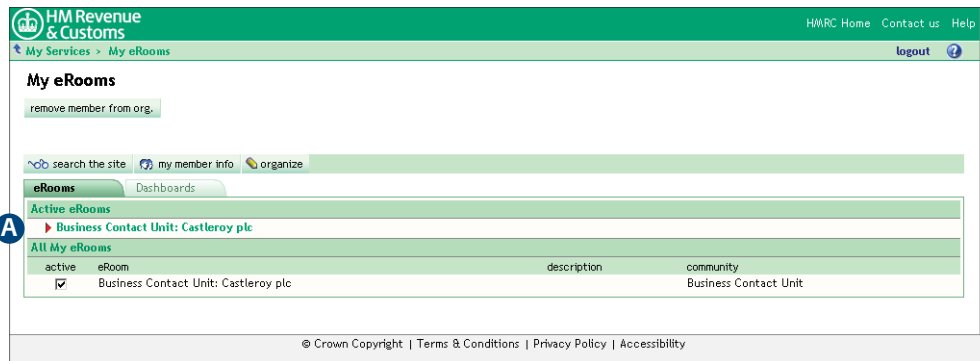 HM Revenue & Customs
HMRC Home Contact us Help
My Services > My eRooms
logout ?
My eRooms
remove member from org.
search the site my member info organize
eRooms Dashboards
Active eRooms
A
Business Contact Unit: Castleroy plc
All My eRooms
active eRoom description community
Business Contact Unit: Castleroy plc Business Contact Unit
© Crown Copyright | Terms & Conditions | Privacy Policy | Accessibility